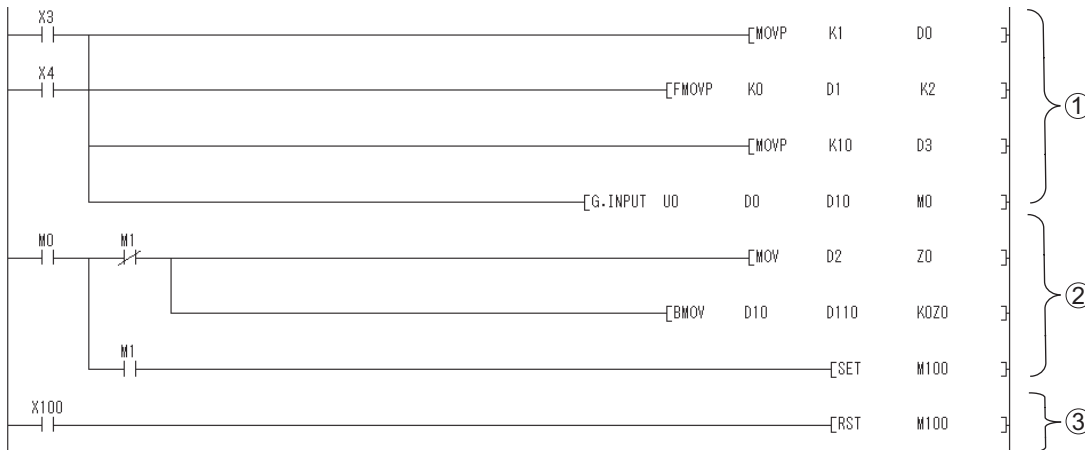 X3
[MOVP K1 D0 ]
X4
[FMOVP K0 D1 K2 ]
[MOVP K10 D3 ]
①
[G.INPUT U0 D0 D10 M0 ]
M0 M1
[MOV D2 Z0 ]
②
[BMOV D10 D110 K0Z0 ]
M1
[SET M100 ]
X100
[RST M100 ]
③